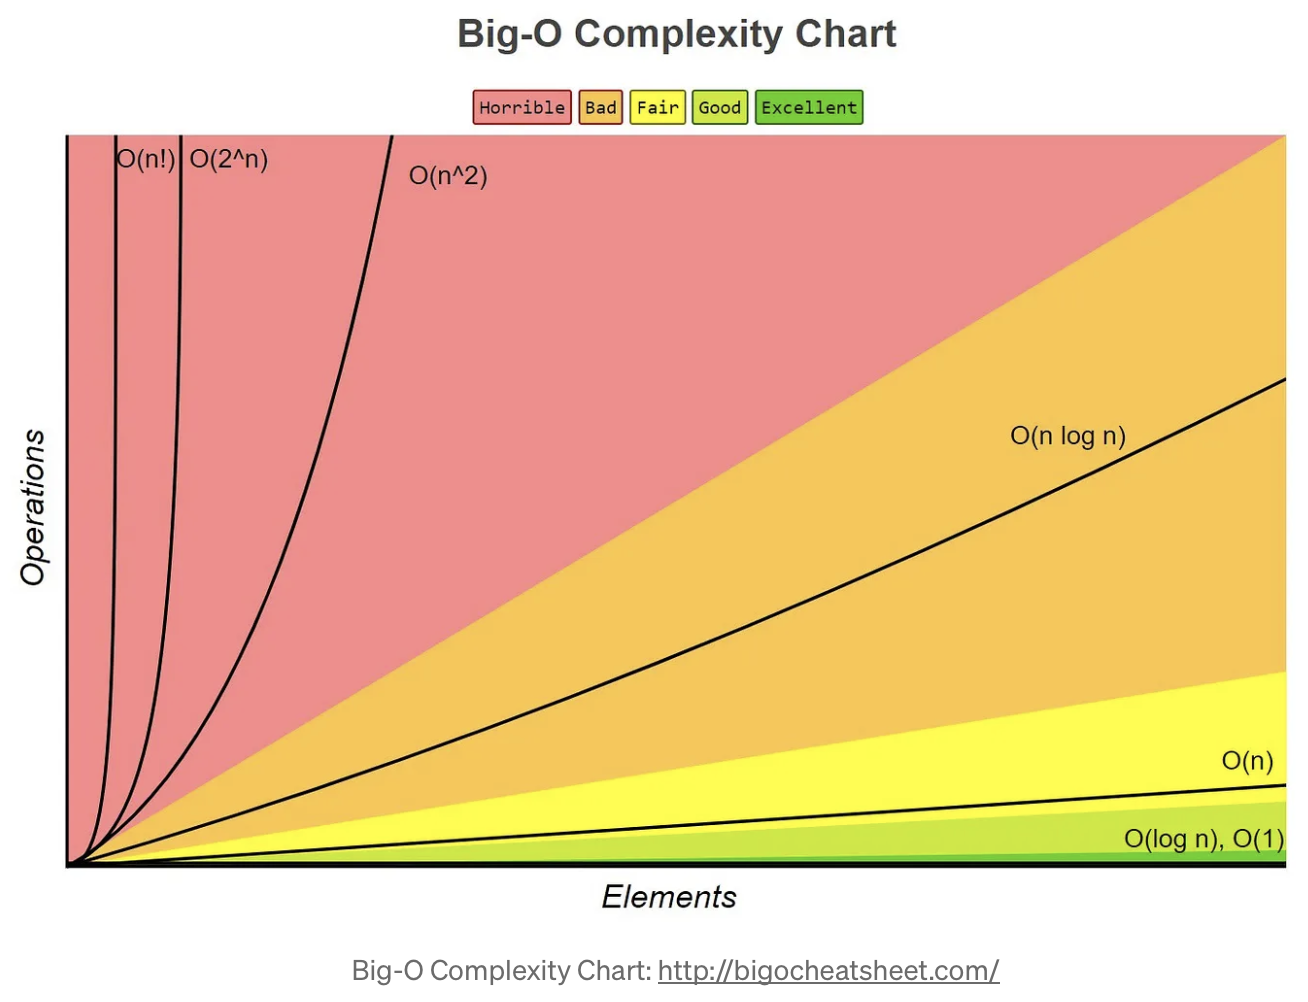 Big-O Complexity Chart
Horrible Bad Fair Good Excellent
O(n!) O(2^n)
O(n^2)
O(n log n)
Operations
O(n)
O(log n), O(1)
Elements
Big-O Complexity Chart: http://bigocheatsheet.com/